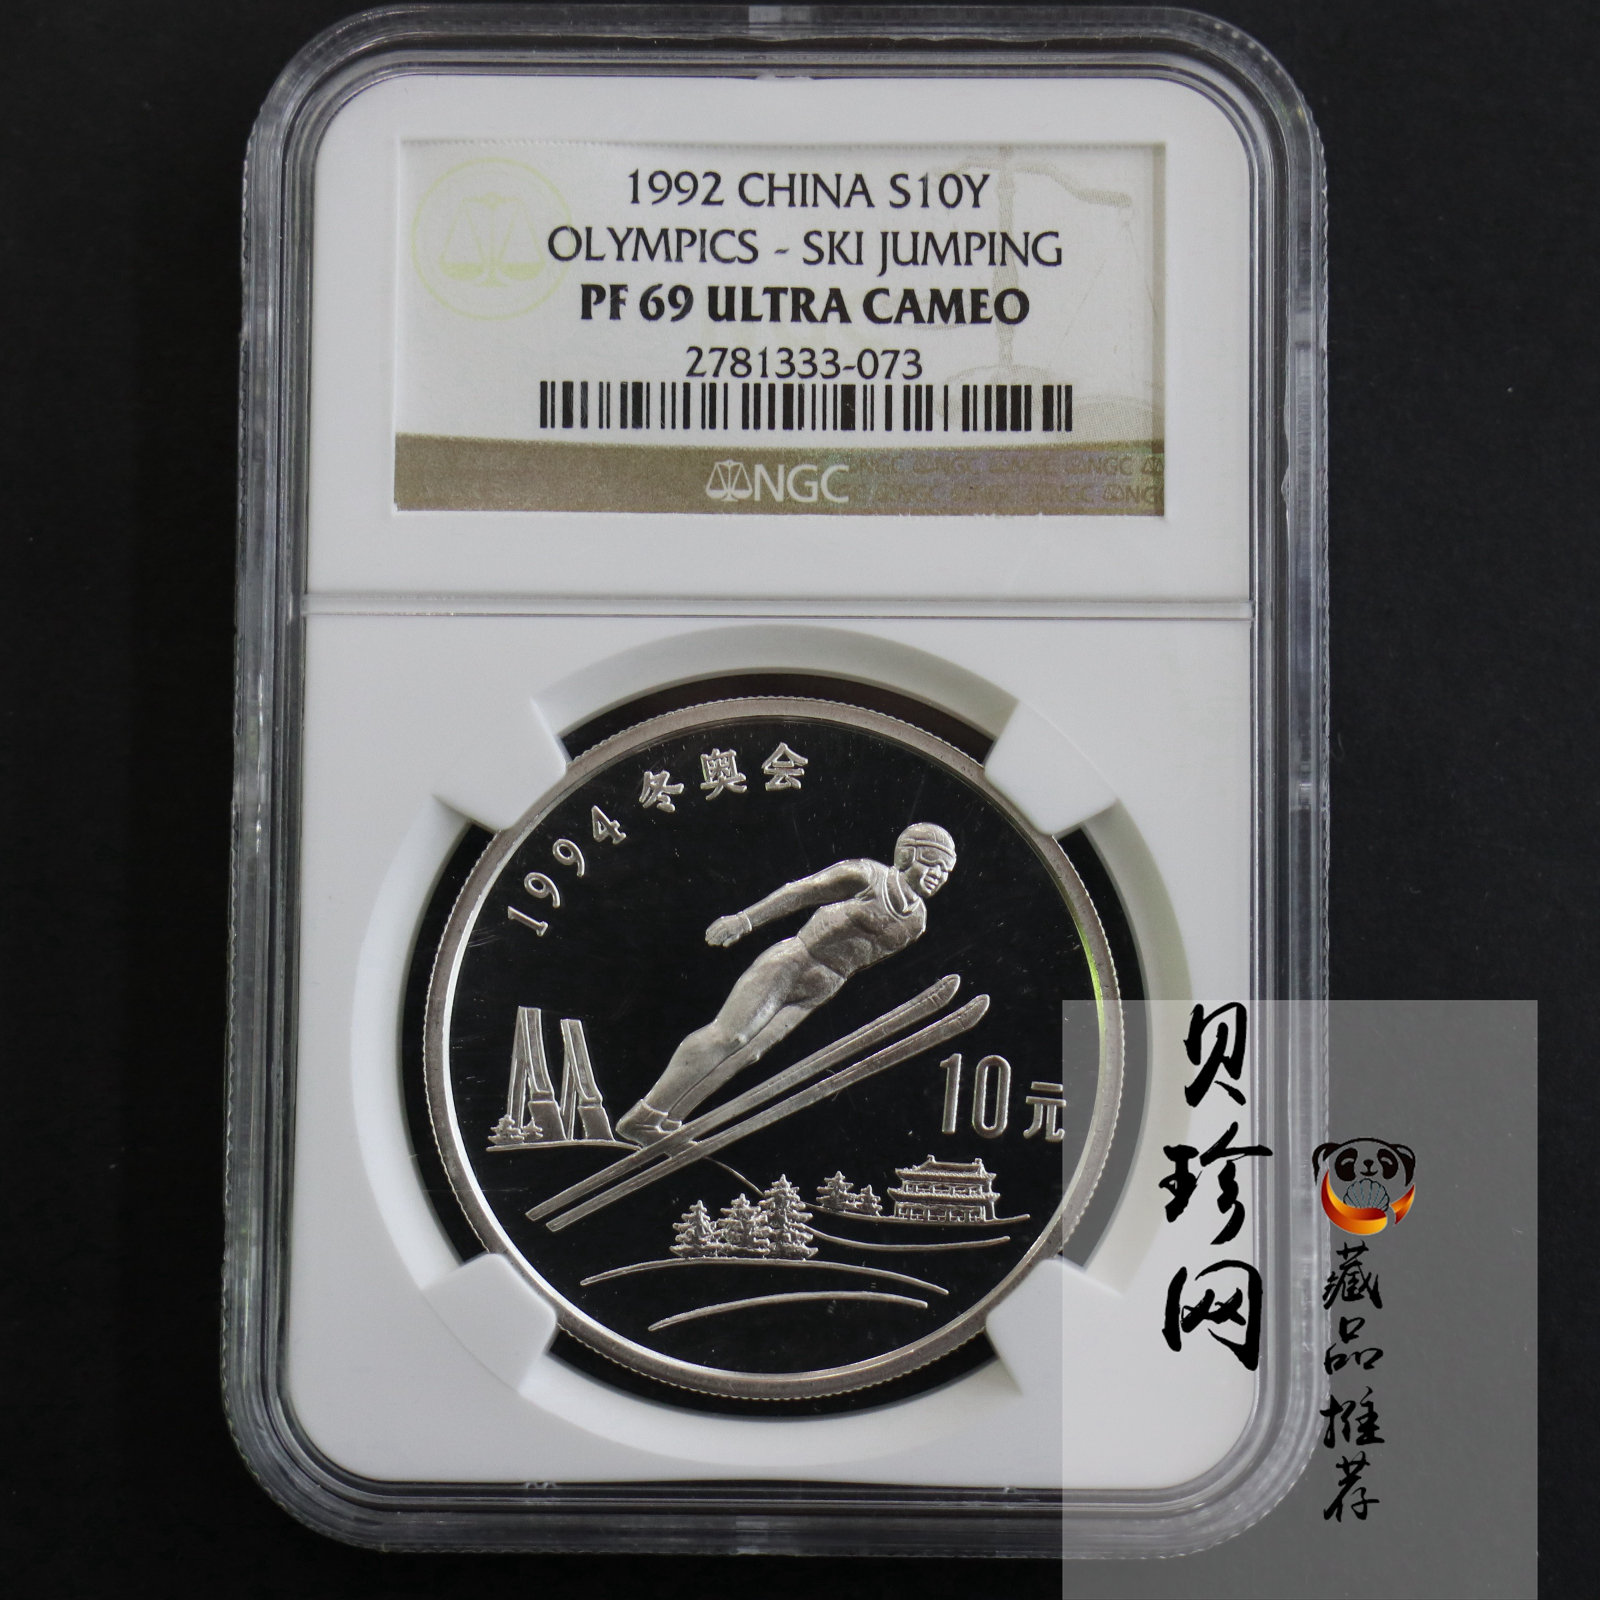 1992 CHINA S10Y
OLYMPICS - SKI JUMPING
PF 69 ULTRA CAMEO
2781333-073
NGC
1994 冬奥会
10元
贝珍网
藏品推荐